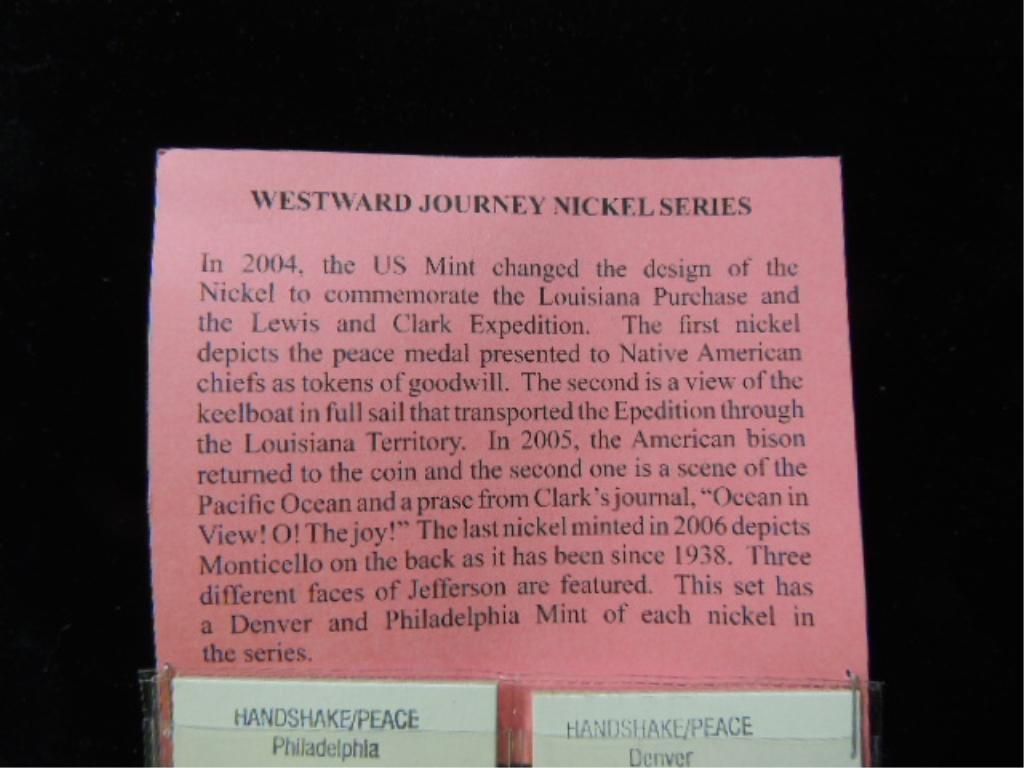 WESTWARD JOURNEY NICKEL SERIES
In 2004, the US Mint changed the design of the
Nickel to commemorate the Louisiana Purchase and
the Lewis and Clark Expedition. The first nickel
depicts the peace medal presented to Native American
chiefs as tokens of goodwill. The second is a view of the
keelboat in full sail that transported the Epedition through
the Louisiana Territory. In 2005, the American bison
returned to the coin and the second one is a scene of the
Pacific Ocean and a prase from Clark's journal, "Ocean in
View! O! The joy!" The last nickel minted in 2006 depicts
Monticello on the back as it has been since 1938. Three
different faces of Jefferson are featured. This set has
a Denver and Philadelphia Mint of each nickel in
the series.
HANDSHAKE/PEACE
Philadelphia
HANDSHAKE/PEACE
Denver